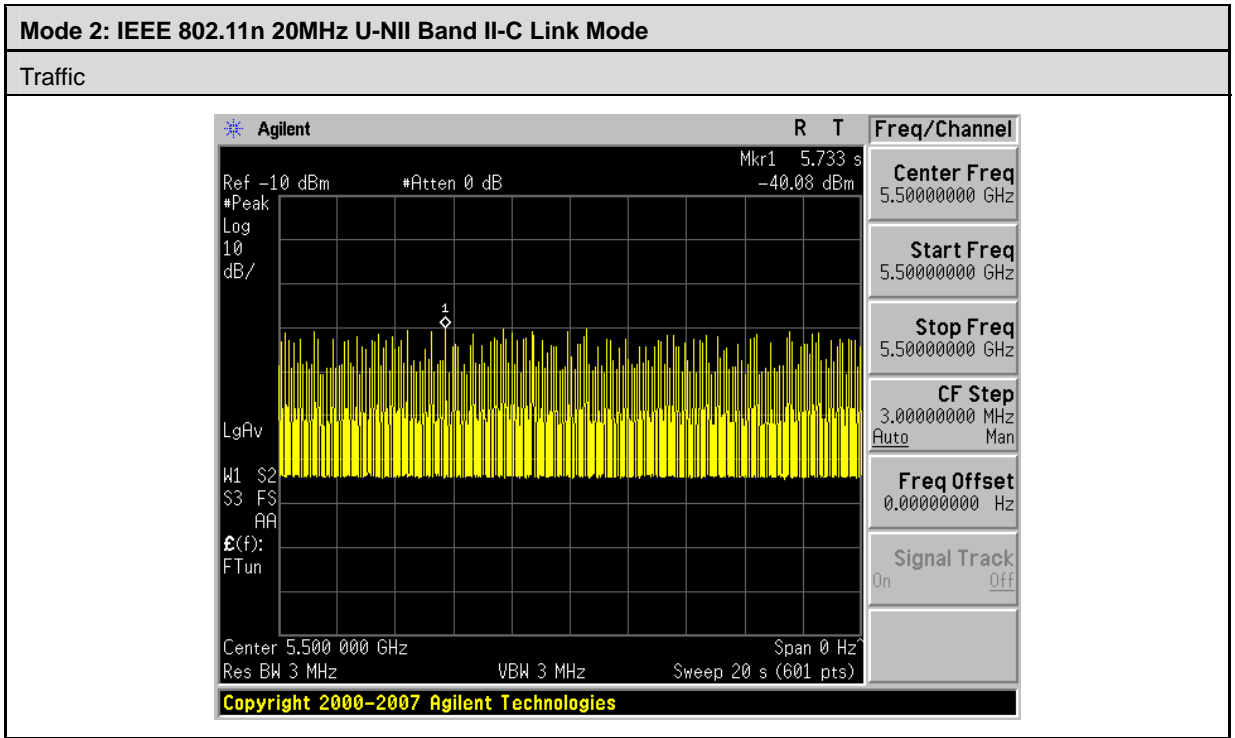 Mode 2: IEEE 802.11n 20MHz U-NII Band II-C Link Mode
Traffic
Agilent R T Freq/Channel
Mkr1 5.733 s
Ref -10 dBm #Atten 0 dB -40.08 dBm
#Peak
Log
10
dB/
1
LgAv
W1 S2
S3 FS
AA
£(f):
FTun
Center 5.500 000 GHz Span 0 Hz^
Res BW 3 MHz VBW 3 MHz Sweep 20 s (601 pts)
Copyright 2000-2007 Agilent Technologies
Center Freq
5.50000000 GHz
Start Freq
5.50000000 GHz
Stop Freq
5.50000000 GHz
CF Step
3.00000000 MHz
Auto Man
Freq Offset
0.00000000 Hz
Signal Track
On Off